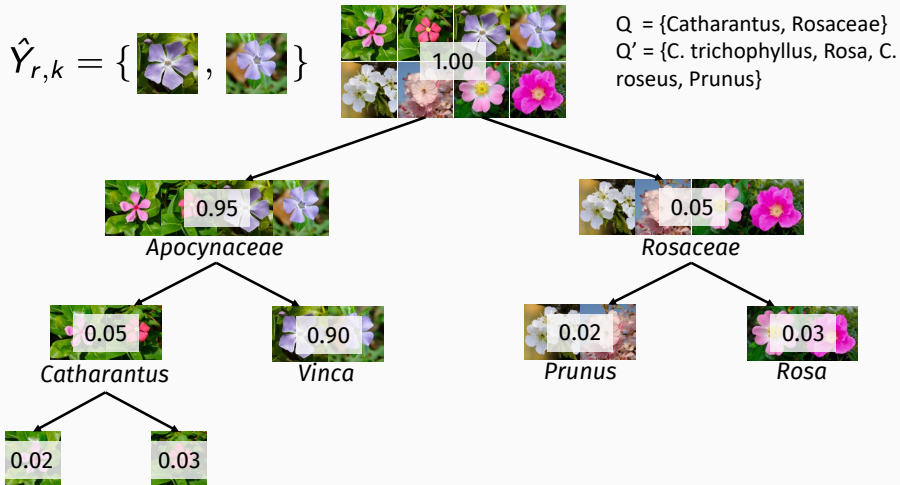 Ŷr,k = { , }
1.00
Q = {Catharantus, Rosaceae}
Q' = {C. trichophyllus, Rosa, C.
roseus, Prunus}
0.95
0.05
Apocynaceae
Rosaceae
0.05
0.90
0.02
0.03
Catharantus
Vinca
Prunus
Rosa
0.02
0.03